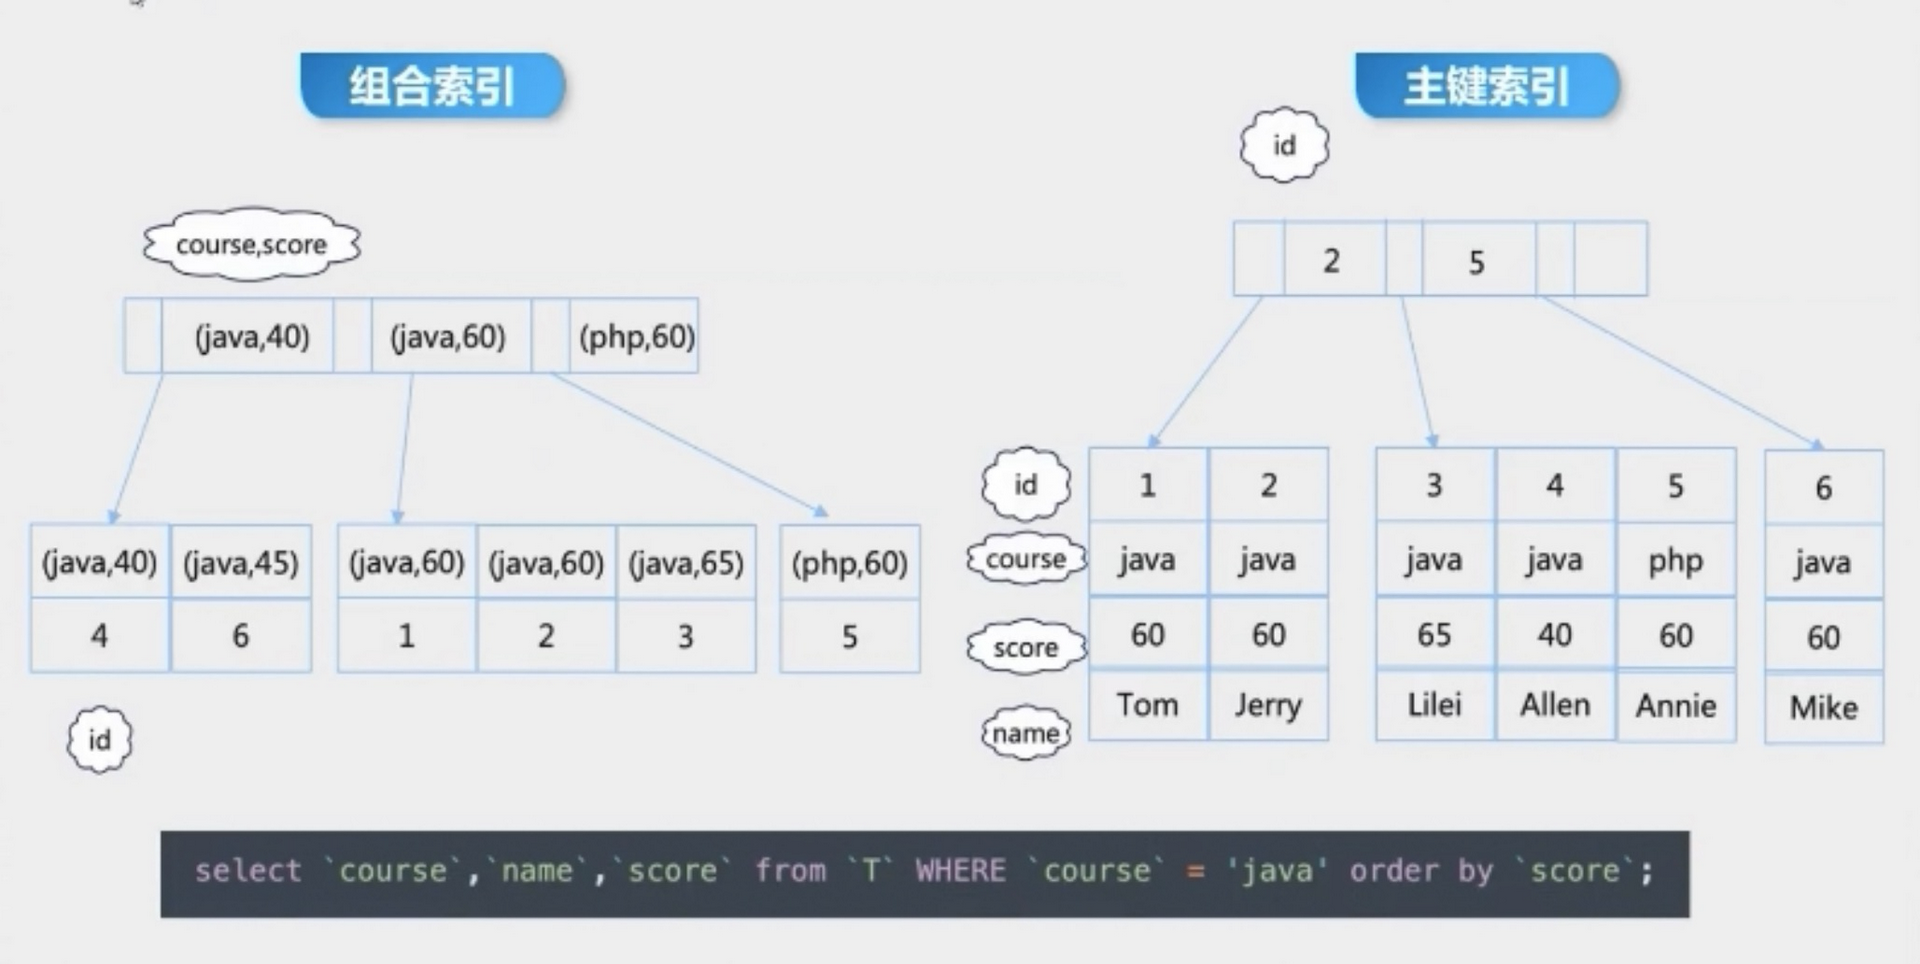 组合索引
主键索引
id
course,score
2 5
(java,40) (java,60) (php,60)
id 1 2 3 4 5 6
course java java java java php java
score 60 60 65 40 60 60
name Tom Jerry Lilei Allen Annie Mike
(java,40) (java,45) (java,60) (java,60) (java,65) (php,60)
4 6 1 2 3 5
id
select `course`,`name`,`score` from `T` WHERE `course` = 'java' order by `score`;